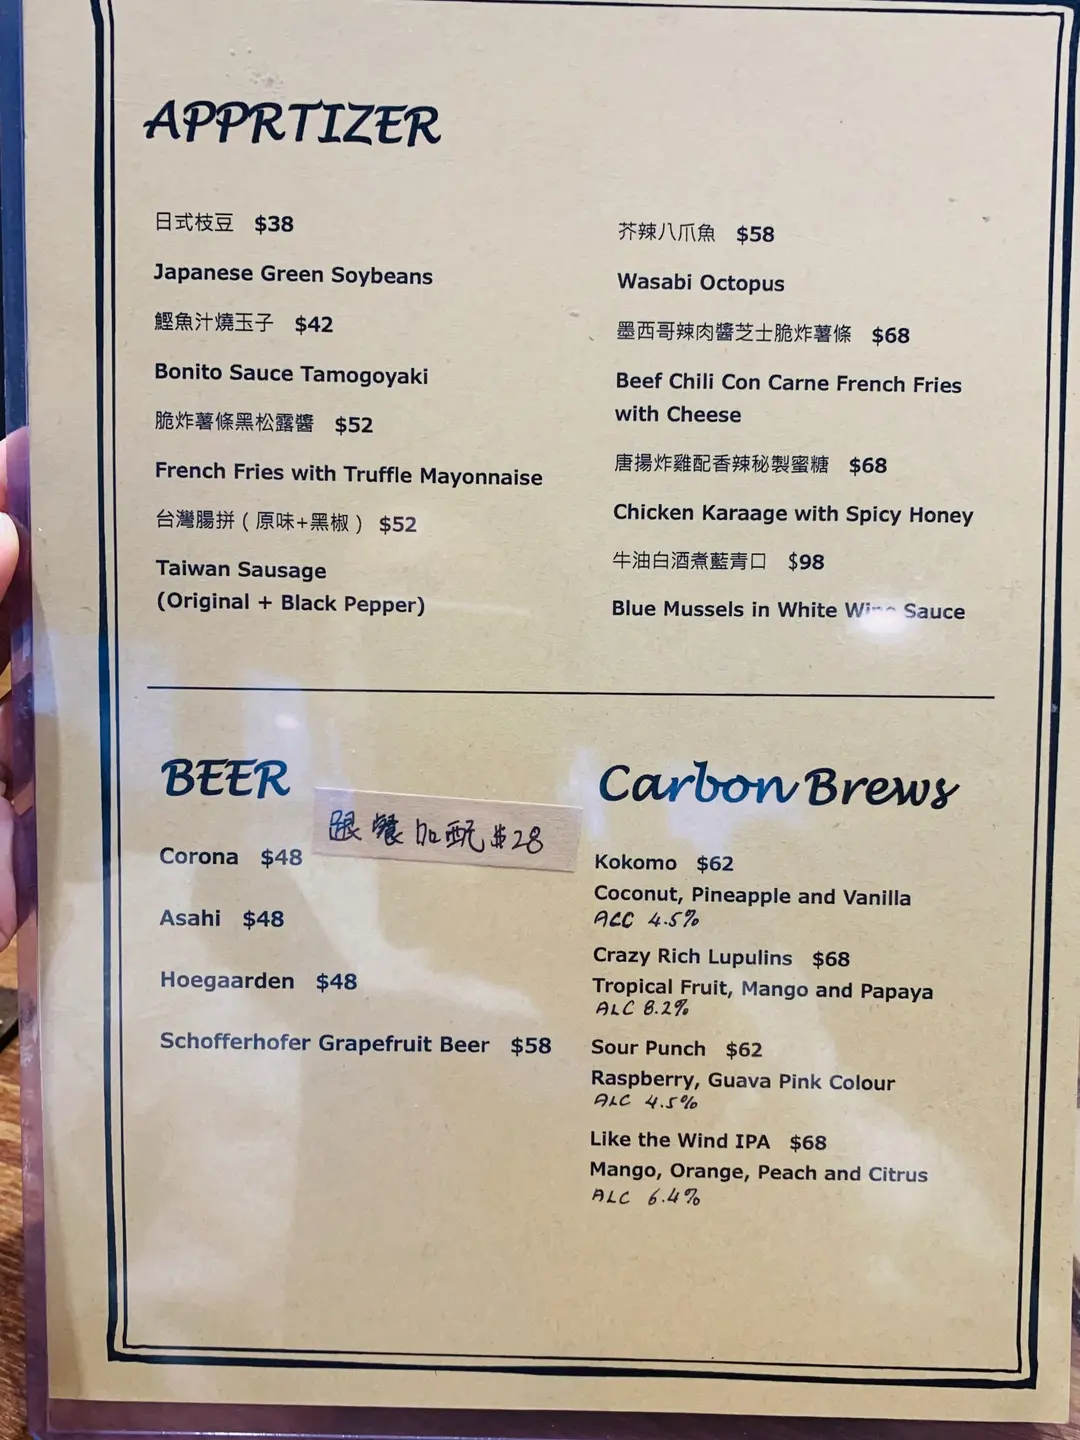 APPRTIZER
日式枝豆 $38
Japanese Green Soybeans
鰹魚汁燒玉子 $42
Bonito Sauce Tamogoyaki
脆炸薯條黑松露醬 $52
French Fries with Truffle Mayonnaise
台灣腸拼（原味+黑椒） $52
Taiwan Sausage
(Original + Black Pepper)
芥辣八爪魚 $58
Wasabi Octopus
墨西哥辣肉醬芝士脆炸薯條 $68
Beef Chili Con Carne French Fries
with Cheese
唐揚炸雞配香辣秘製蜜糖 $68
Chicken Karaage with Spicy Honey
牛油白酒煮藍青口 $98
Blue Mussels in White Wine Sauce
BEER
跟餐加配 $28
Corona $48
Asahi $48
Hoegaarden $48
Schofferhofer Grapefruit Beer $58
Carbon Brews
Kokomo $62
Coconut, Pineapple and Vanilla
ALC 4.5%
Crazy Rich Lupulins $68
Tropical Fruit, Mango and Papaya
ALC 8.2%
Sour Punch $62
Raspberry, Guava Pink Colour
ALC 4.5%
Like the Wind IPA $68
Mango, Orange, Peach and Citrus
ALC 6.4%